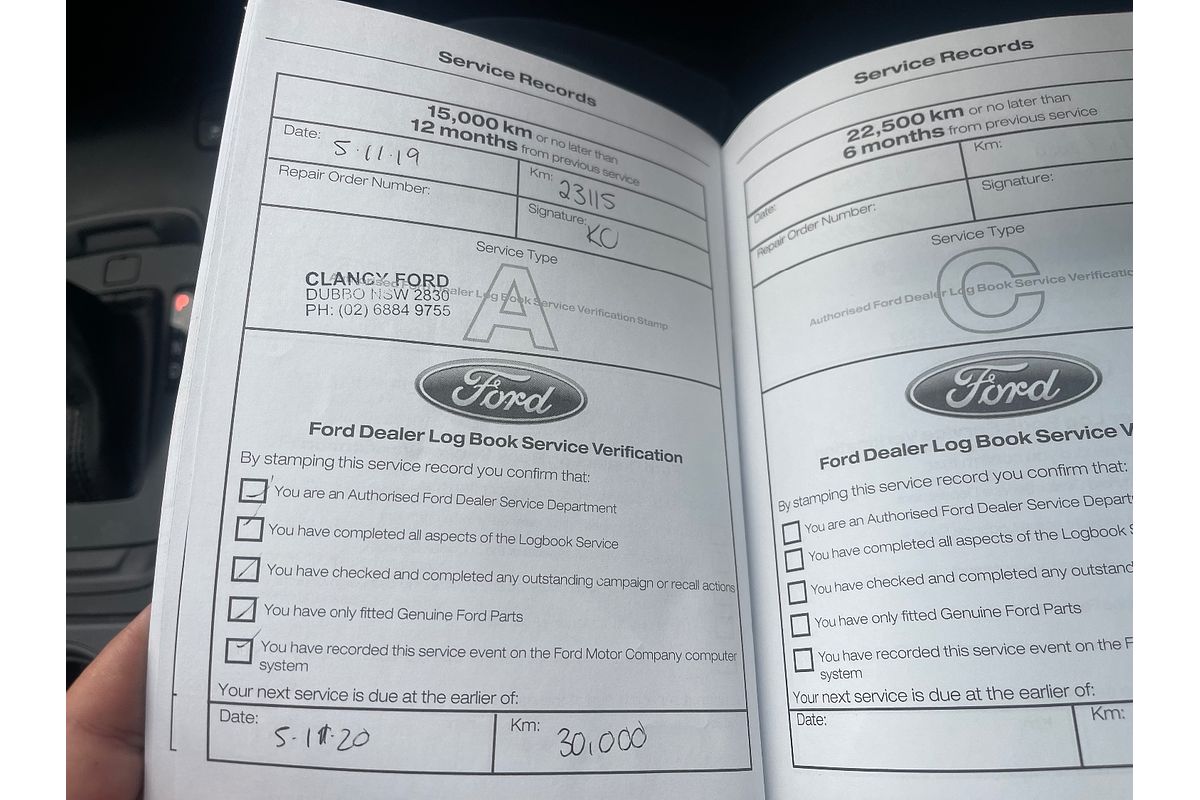 Service Records
15,000 km or no later than
12 months from previous service
Date: 5·11·19
Km: 23115
Repair Order Number:
Signature: KO
Service Type
A
Authorised Ford Dealer Log Book Service Verification Stamp
CLANCY FORD
DUBBO NSW 2830
PH: (02) 6884 9755
Ford
Ford Dealer Log Book Service Verification
By stamping this service record you confirm that:
You are an Authorised Ford Dealer Service Department
You have completed all aspects of the Logbook Service
You have checked and completed any outstanding campaign or recall actions
You have only fitted Genuine Ford Parts
You have recorded this service event on the Ford Motor Company computer
system
Your next service is due at the earlier of:
Date: 5·11·20
Km: 30,000
Service Records
22,500 km or no later than
6 months from previous service
Date:
Km:
Repair Order Number:
Signature:
Service Type
C
Authorised Ford Dealer Log Book Service Verificatio
Ford
Ford Dealer Log Book Service V
By stamping this service record you confirm that:
You are an Authorised Ford Dealer Service Depart
You have completed all aspects of the Logbook S
You have checked and completed any outstand
You have only fitted Genuine Ford Parts
You have recorded this service event on the F
system
Your next service is due at the earlier of:
Date:
Km: